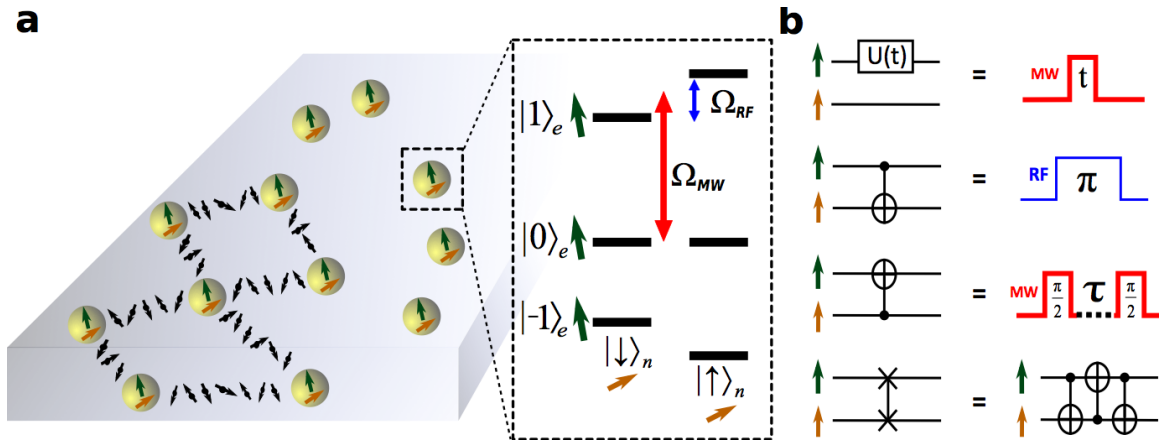 a
|1⟩e
|0⟩e
|-1⟩e
ΩRF
ΩMW
|↓⟩n
|↑⟩n
b
U(t)
=
MW
t
=
RF
π
=
MW
π/2
τ
π/2
=